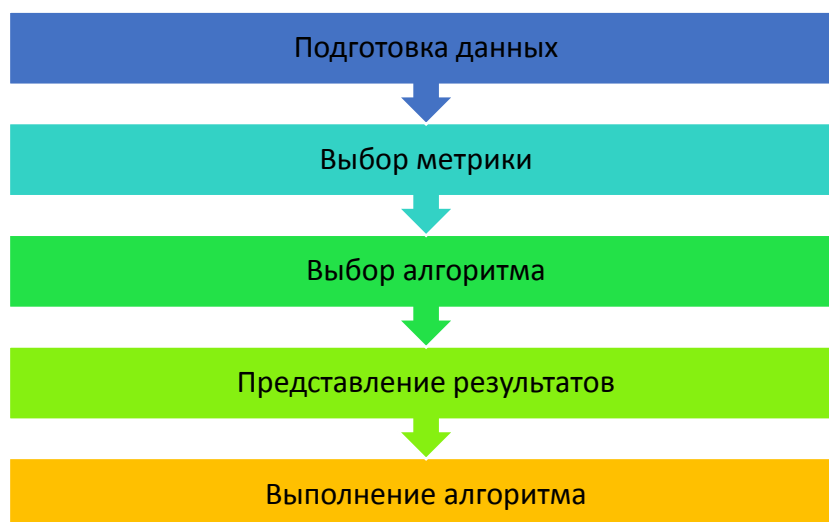 Подготовка данных
Выбор метрики
Выбор алгоритма
Представление результатов
Выполнение алгоритма